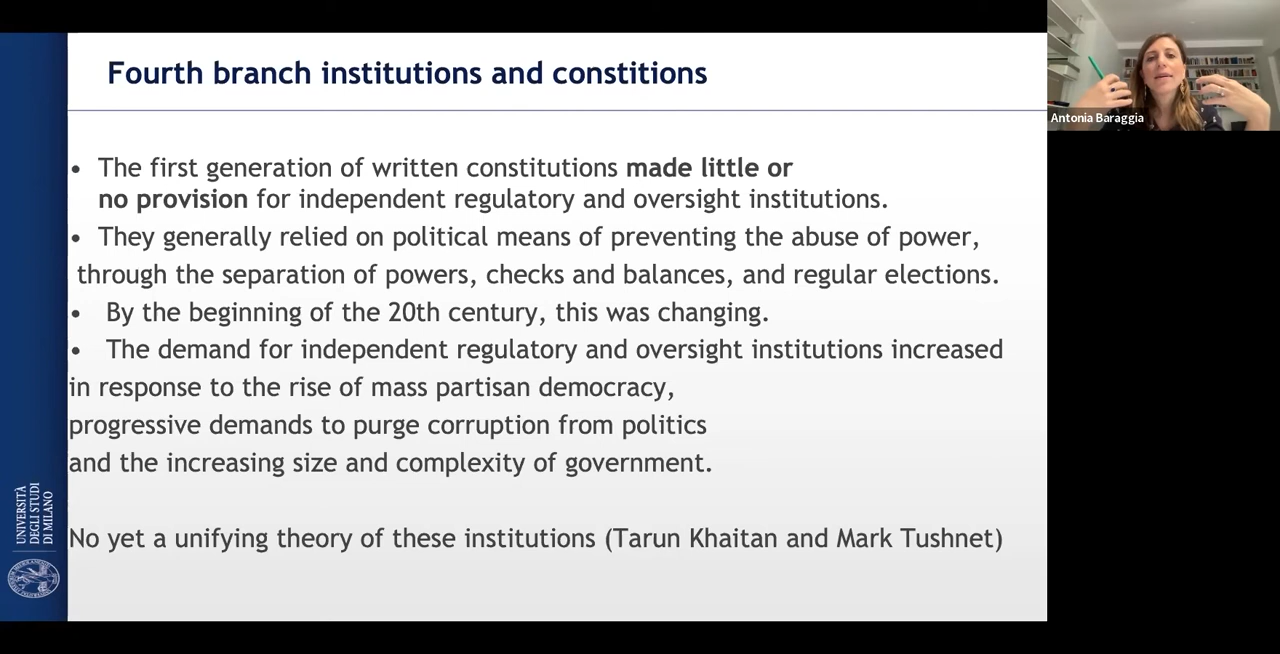 Fourth branch institutions and constitions
• The first generation of written constitutions made little or
no provision for independent regulatory and oversight institutions.
• They generally relied on political means of preventing the abuse of power,
through the separation of powers, checks and balances, and regular elections.
• By the beginning of the 20th century, this was changing.
• The demand for independent regulatory and oversight institutions increased
in response to the rise of mass partisan democracy,
progressive demands to purge corruption from politics
and the increasing size and complexity of government.
No yet a unifying theory of these institutions (Tarun Khaitan and Mark Tushnet)
UNIVERSITÀ
DEGLI STUDI
DI MILANO
Antonia Baraggia